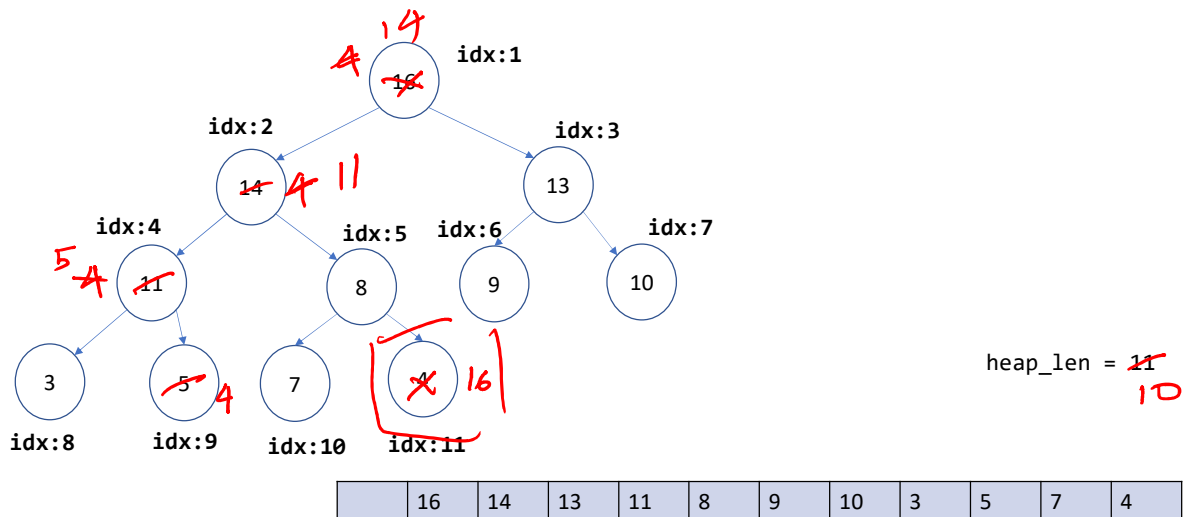 14
4 16 idx:1
idx:2 idx:3
14 4 11 13
idx:4 idx:5 idx:6 idx:7
5 4 11 8 9 10
3 5 4 7 4 16
heap_len = 11
10
idx:8 idx:9 idx:10 idx:11
16 14 13 11 8 9 10 3 5 7 4